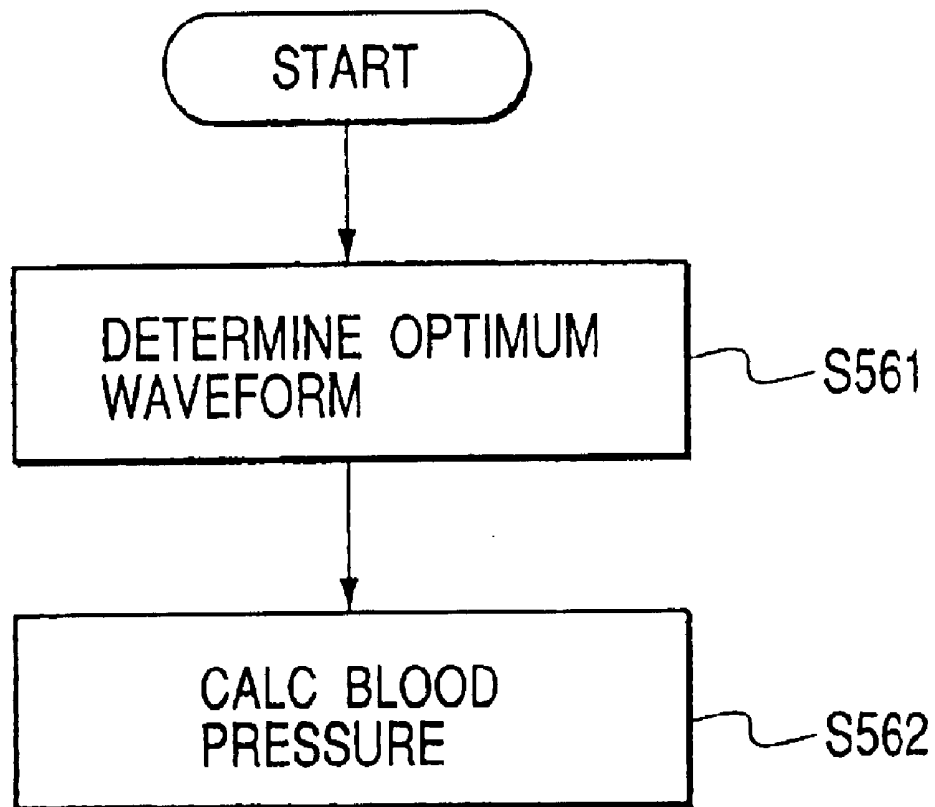 START
DETERMINE OPTIMUM
WAVEFORM
S561
CALC BLOOD
PRESSURE
S562